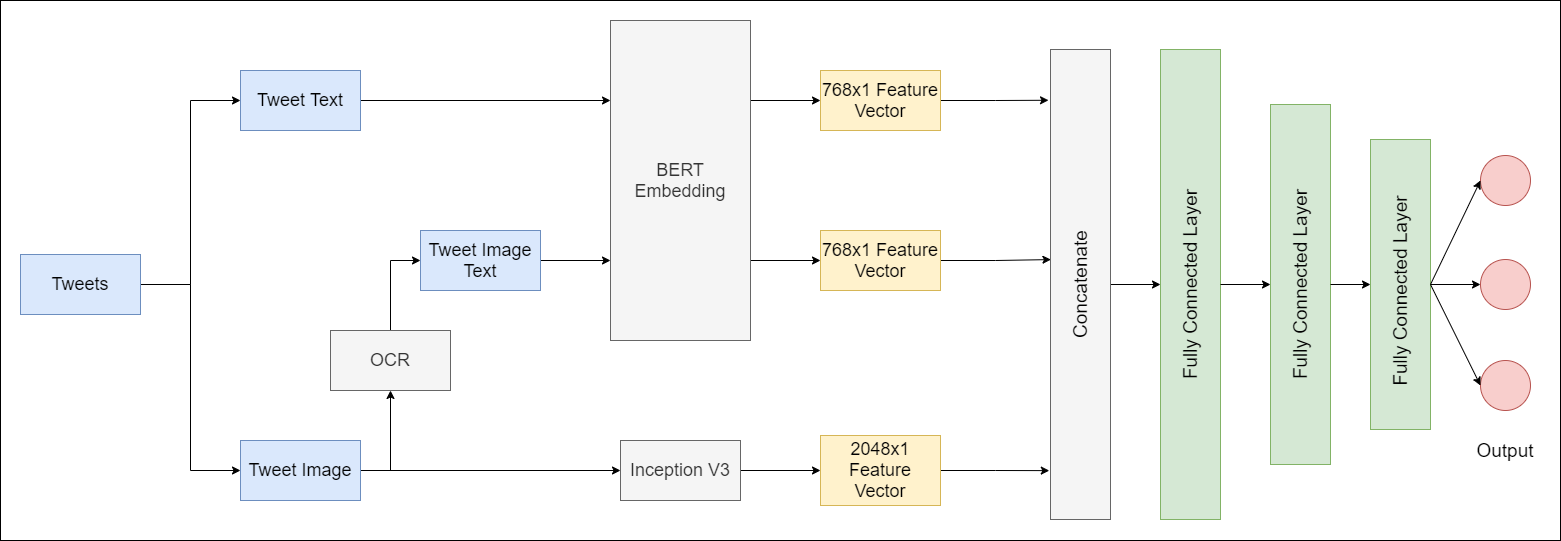 Tweets
Tweet Text
Tweet Image
Text
OCR
Tweet Image
BERT
Embedding
Inception V3
768x1 Feature
Vector
768x1 Feature
Vector
2048x1
Feature
Vector
Concatenate
Fully Connected Layer
Fully Connected Layer
Fully Connected Layer
Output